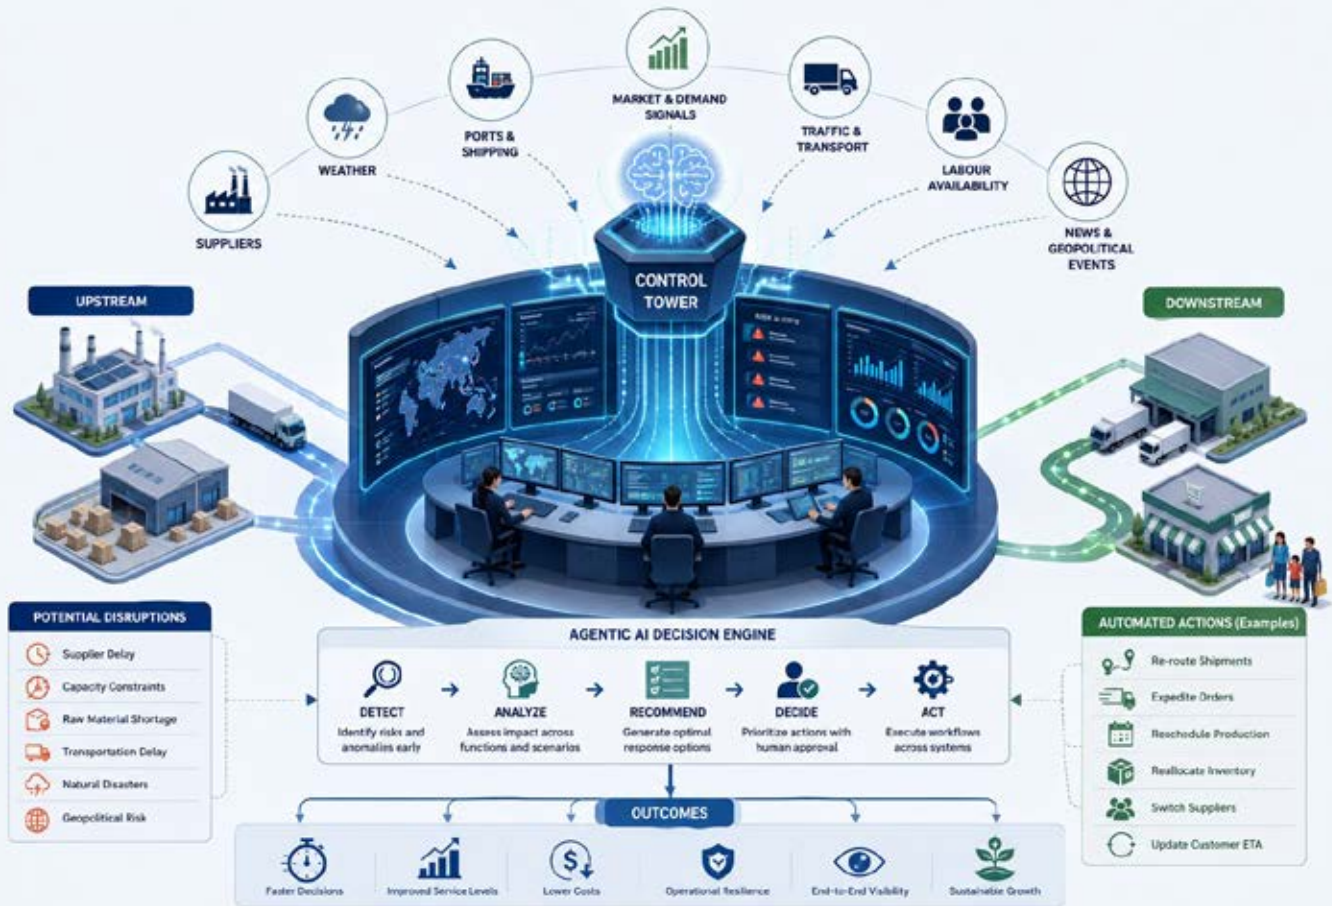 MARKET & DEMAND
SIGNALS
PORTS &
SHIPPING
TRAFFIC &
TRANSPORT
WEATHER
LABOUR
AVAILABILITY
SUPPLIERS
NEWS &
GEOPOLITICAL
EVENTS
CONTROL
TOWER
UPSTREAM
DOWNSTREAM
POTENTIAL DISRUPTIONS
Supplier Delay
Capacity Constraints
Raw Material Shortage
Transportation Delay
Natural Disasters
Geopolitical Risk
AGENTIC AI DECISION ENGINE
DETECT
Identify risks and
anomalies early
ANALYZE
Assess impact across
functions and scenarios
RECOMMEND
Generate optimal
response options
DECIDE
Prioritize actions with
human approval
ACT
Execute workflows
across systems
AUTOMATED ACTIONS (Examples)
Re-route Shipments
Expedite Orders
Reschedule Production
Reallocate Inventory
Switch Suppliers
Update Customer ETA
OUTCOMES
Faster Decisions
Improved Service Levels
Lower Costs
Operational Resilience
End-to-End Visibility
Sustainable Growth